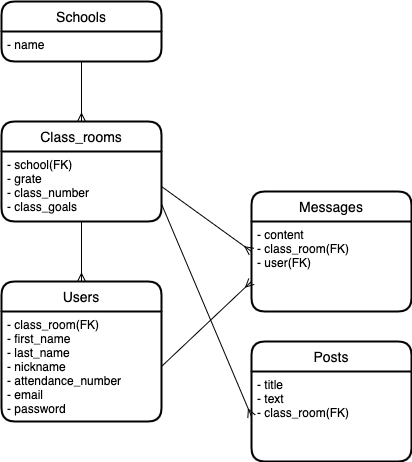 Schools
- name
Class_rooms
- school(FK)
- grate
- class_number
- class_goals
Messages
- content
- class_room(FK)
- user(FK)
Users
- class_room(FK)
- first_name
- last_name
- nickname
- attendance_number
- email
- password
Posts
- title
- text
- class_room(FK)